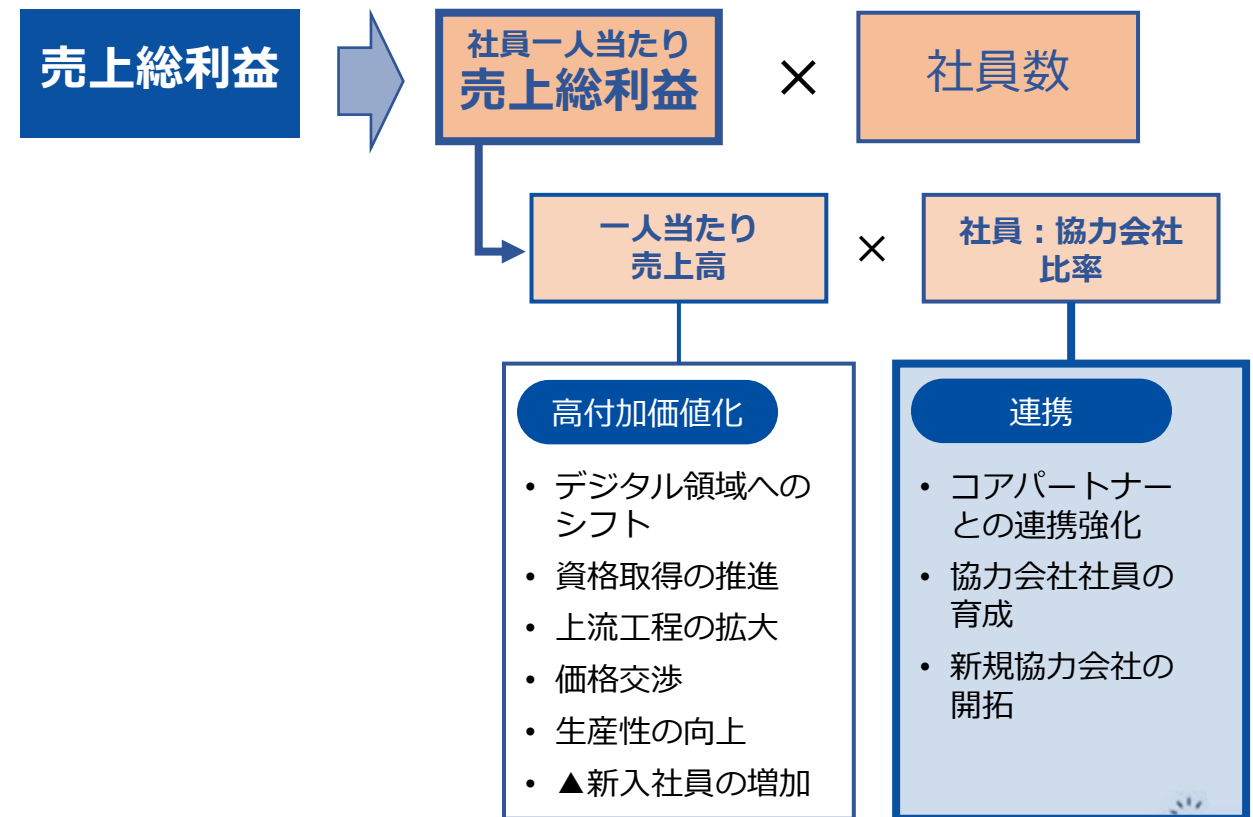 売上総利益
社員一人当たり
売上総利益
×
社員数
一人当たり
売上高
×
社員：協力会社
比率
高付加価値化
• デジタル領域への
シフト
• 資格取得の推進
• 上流工程の拡大
• 価格交渉
• 生産性の向上
• ▲新入社員の増加
連携
• コアパートナー
との連携強化
• 協力会社社員の
育成
• 新規協力会社の
開拓